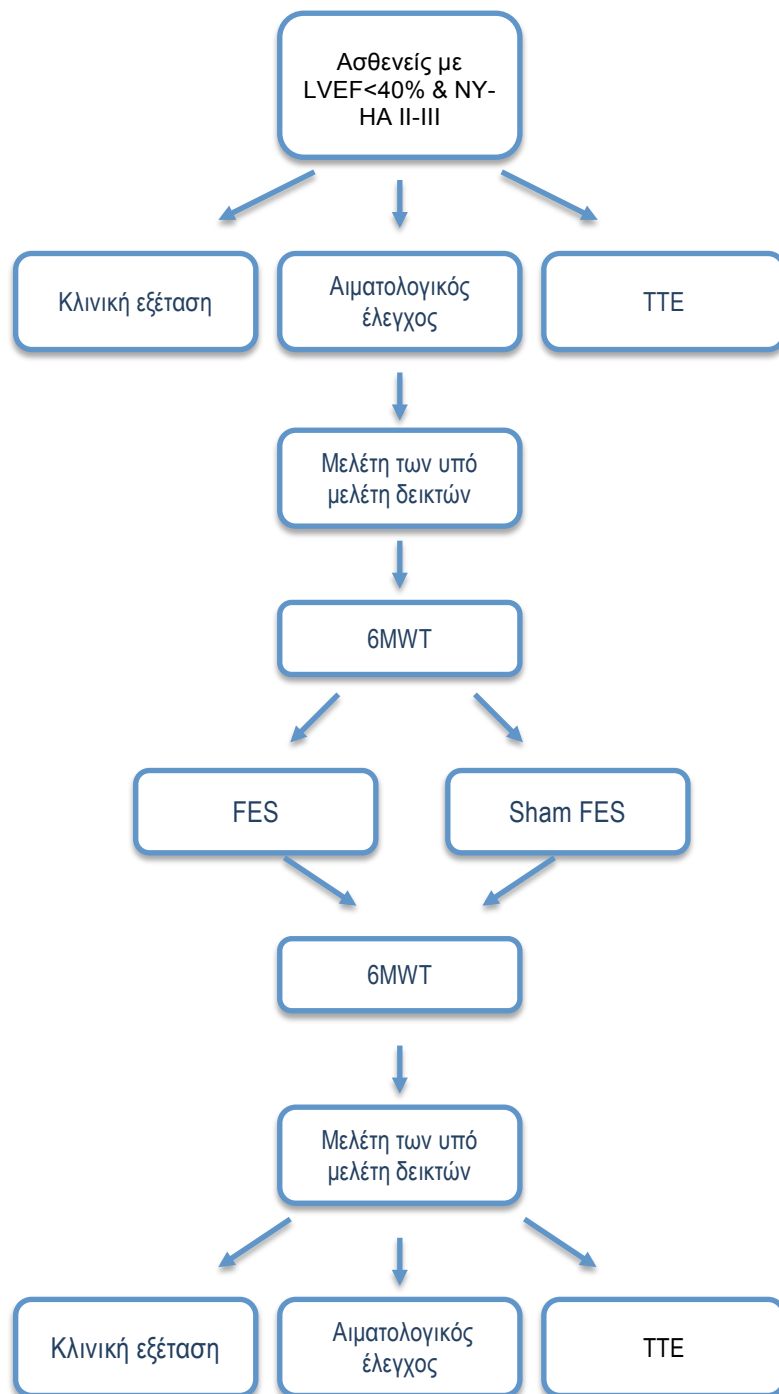 Ασθενείς με
LVEF<40% & NY-
HA II-III
Κλινική εξέταση
Αιματολογικός
έλεγχος
TTE
Μελέτη των υπό
μελέτη δεικτών
6MWT
FES
Sham FES
6MWT
Μελέτη των υπό
μελέτη δεικτών
Κλινική εξέταση
Αιματολογικός
έλεγχος
TTE